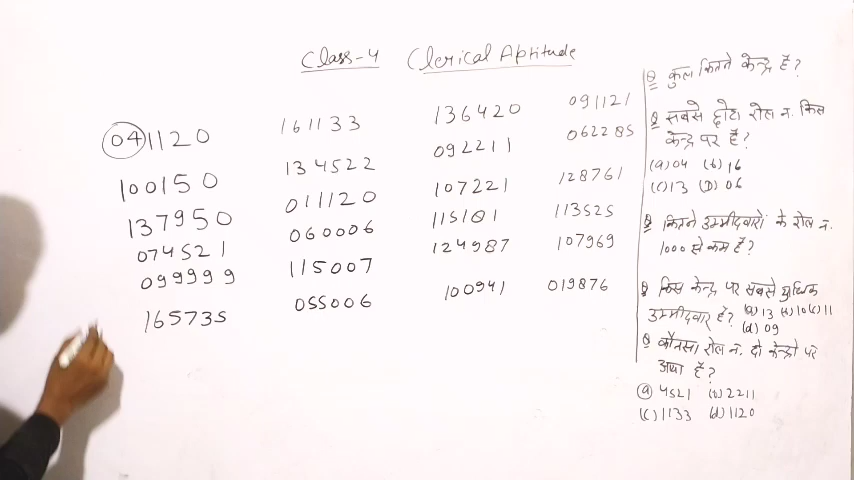 Class-4 Clerical Aptitude
041120 161133 136420 091121
100150 134522 092211 062285
137950 011120 107221 128761
074521 060006 115181 113525
099999 115007 124987 107969
165735 055006 100941 019876
Q कुल कितने केन्द्र हैं?
Q सबसे छोटा रोल न. किस
केन्द्र पर है?
(a) 04 (b) 16
(c) 13 (D) 06
Q कितने उम्मीदवारों के रोल न.
1000 से कम हैं?
Q किस केन्द्र पर सबसे अधिक
उम्मीदवार हैं? (a) 13 (b) 10 (c) 11
(d) 09
Q कौनसा रोल न. दो केन्द्रो पर
आया हैं?
(a) 4521 (b) 2211
(c) 1133 (d) 1120